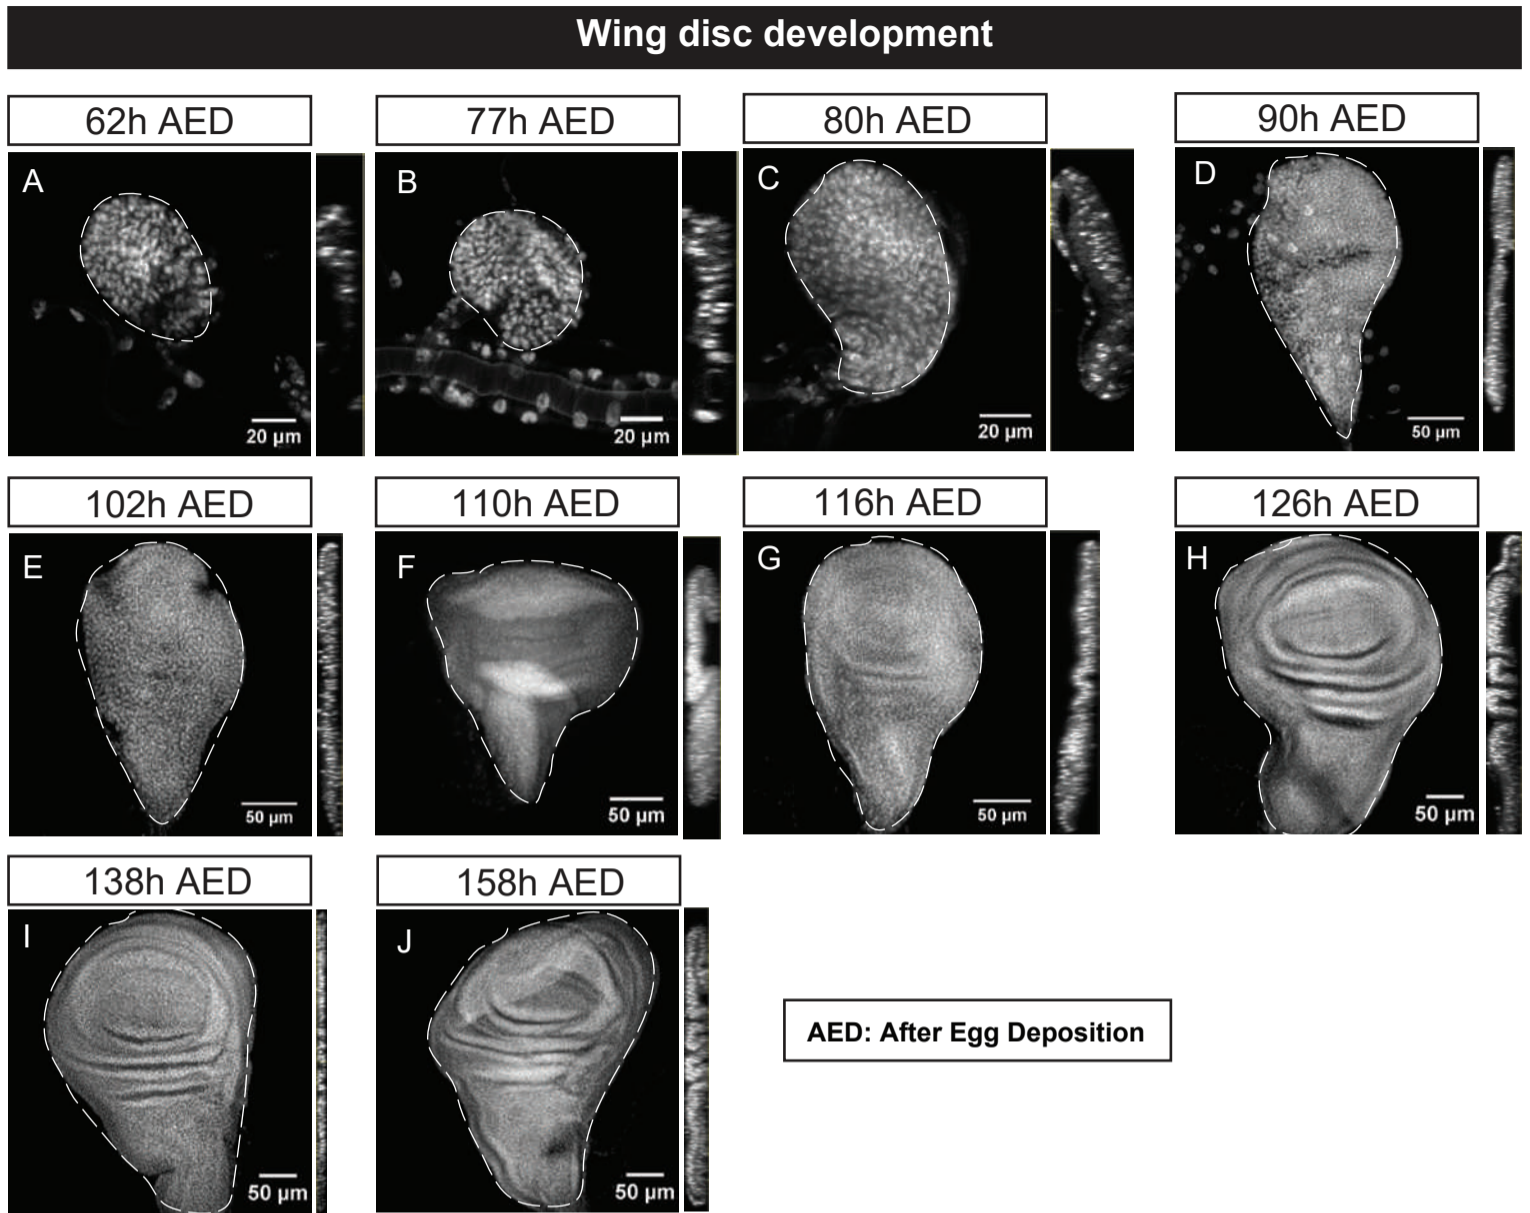 Wing disc development
62h AED
77h AED
80h AED
90h AED
A
B
C
D
20 µm
20 µm
20 µm
50 µm
102h AED
110h AED
116h AED
126h AED
E
F
G
H
50 µm
50 µm
50 µm
50 µm
138h AED
158h AED
I
J
50 µm
50 µm
AED: After Egg Deposition